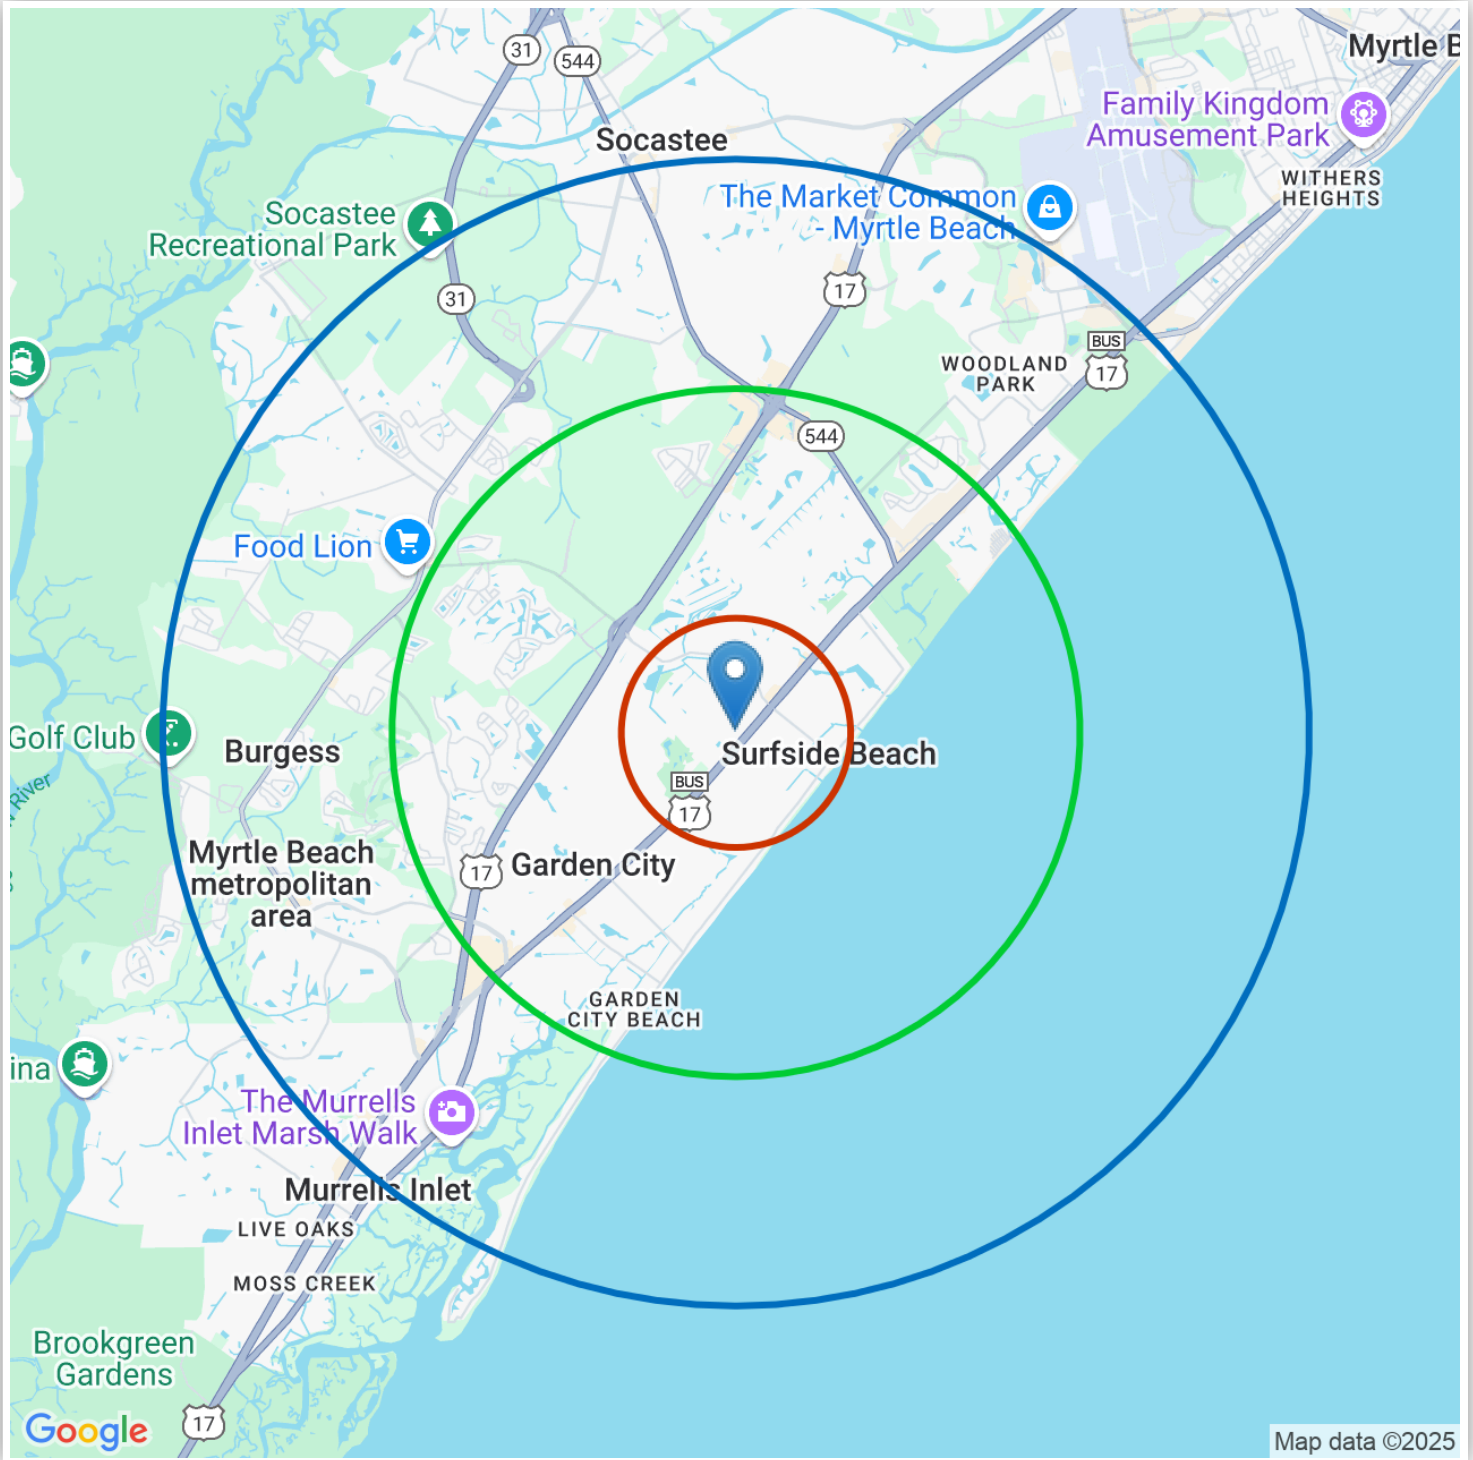 31
544
Myrtle B
Family Kingdom
Amusement Park
Socastee
WITHERS
HEIGHTS
The Market Common
- Myrtle Beach
Socastee
Recreational Park
17
31
BUS
17
WOODLAND
PARK
544
Food Lion
Golf Club
Burgess
Surfside Beach
BUS
17
River
Myrtle Beach
metropolitan
area
17
Garden City
GARDEN
CITY BEACH
ina
The Murrells
Inlet Marsh Walk
Murrells Inlet
LIVE OAKS
MOSS CREEK
Brookgreen
Gardens
17
Google
Map data ©2025